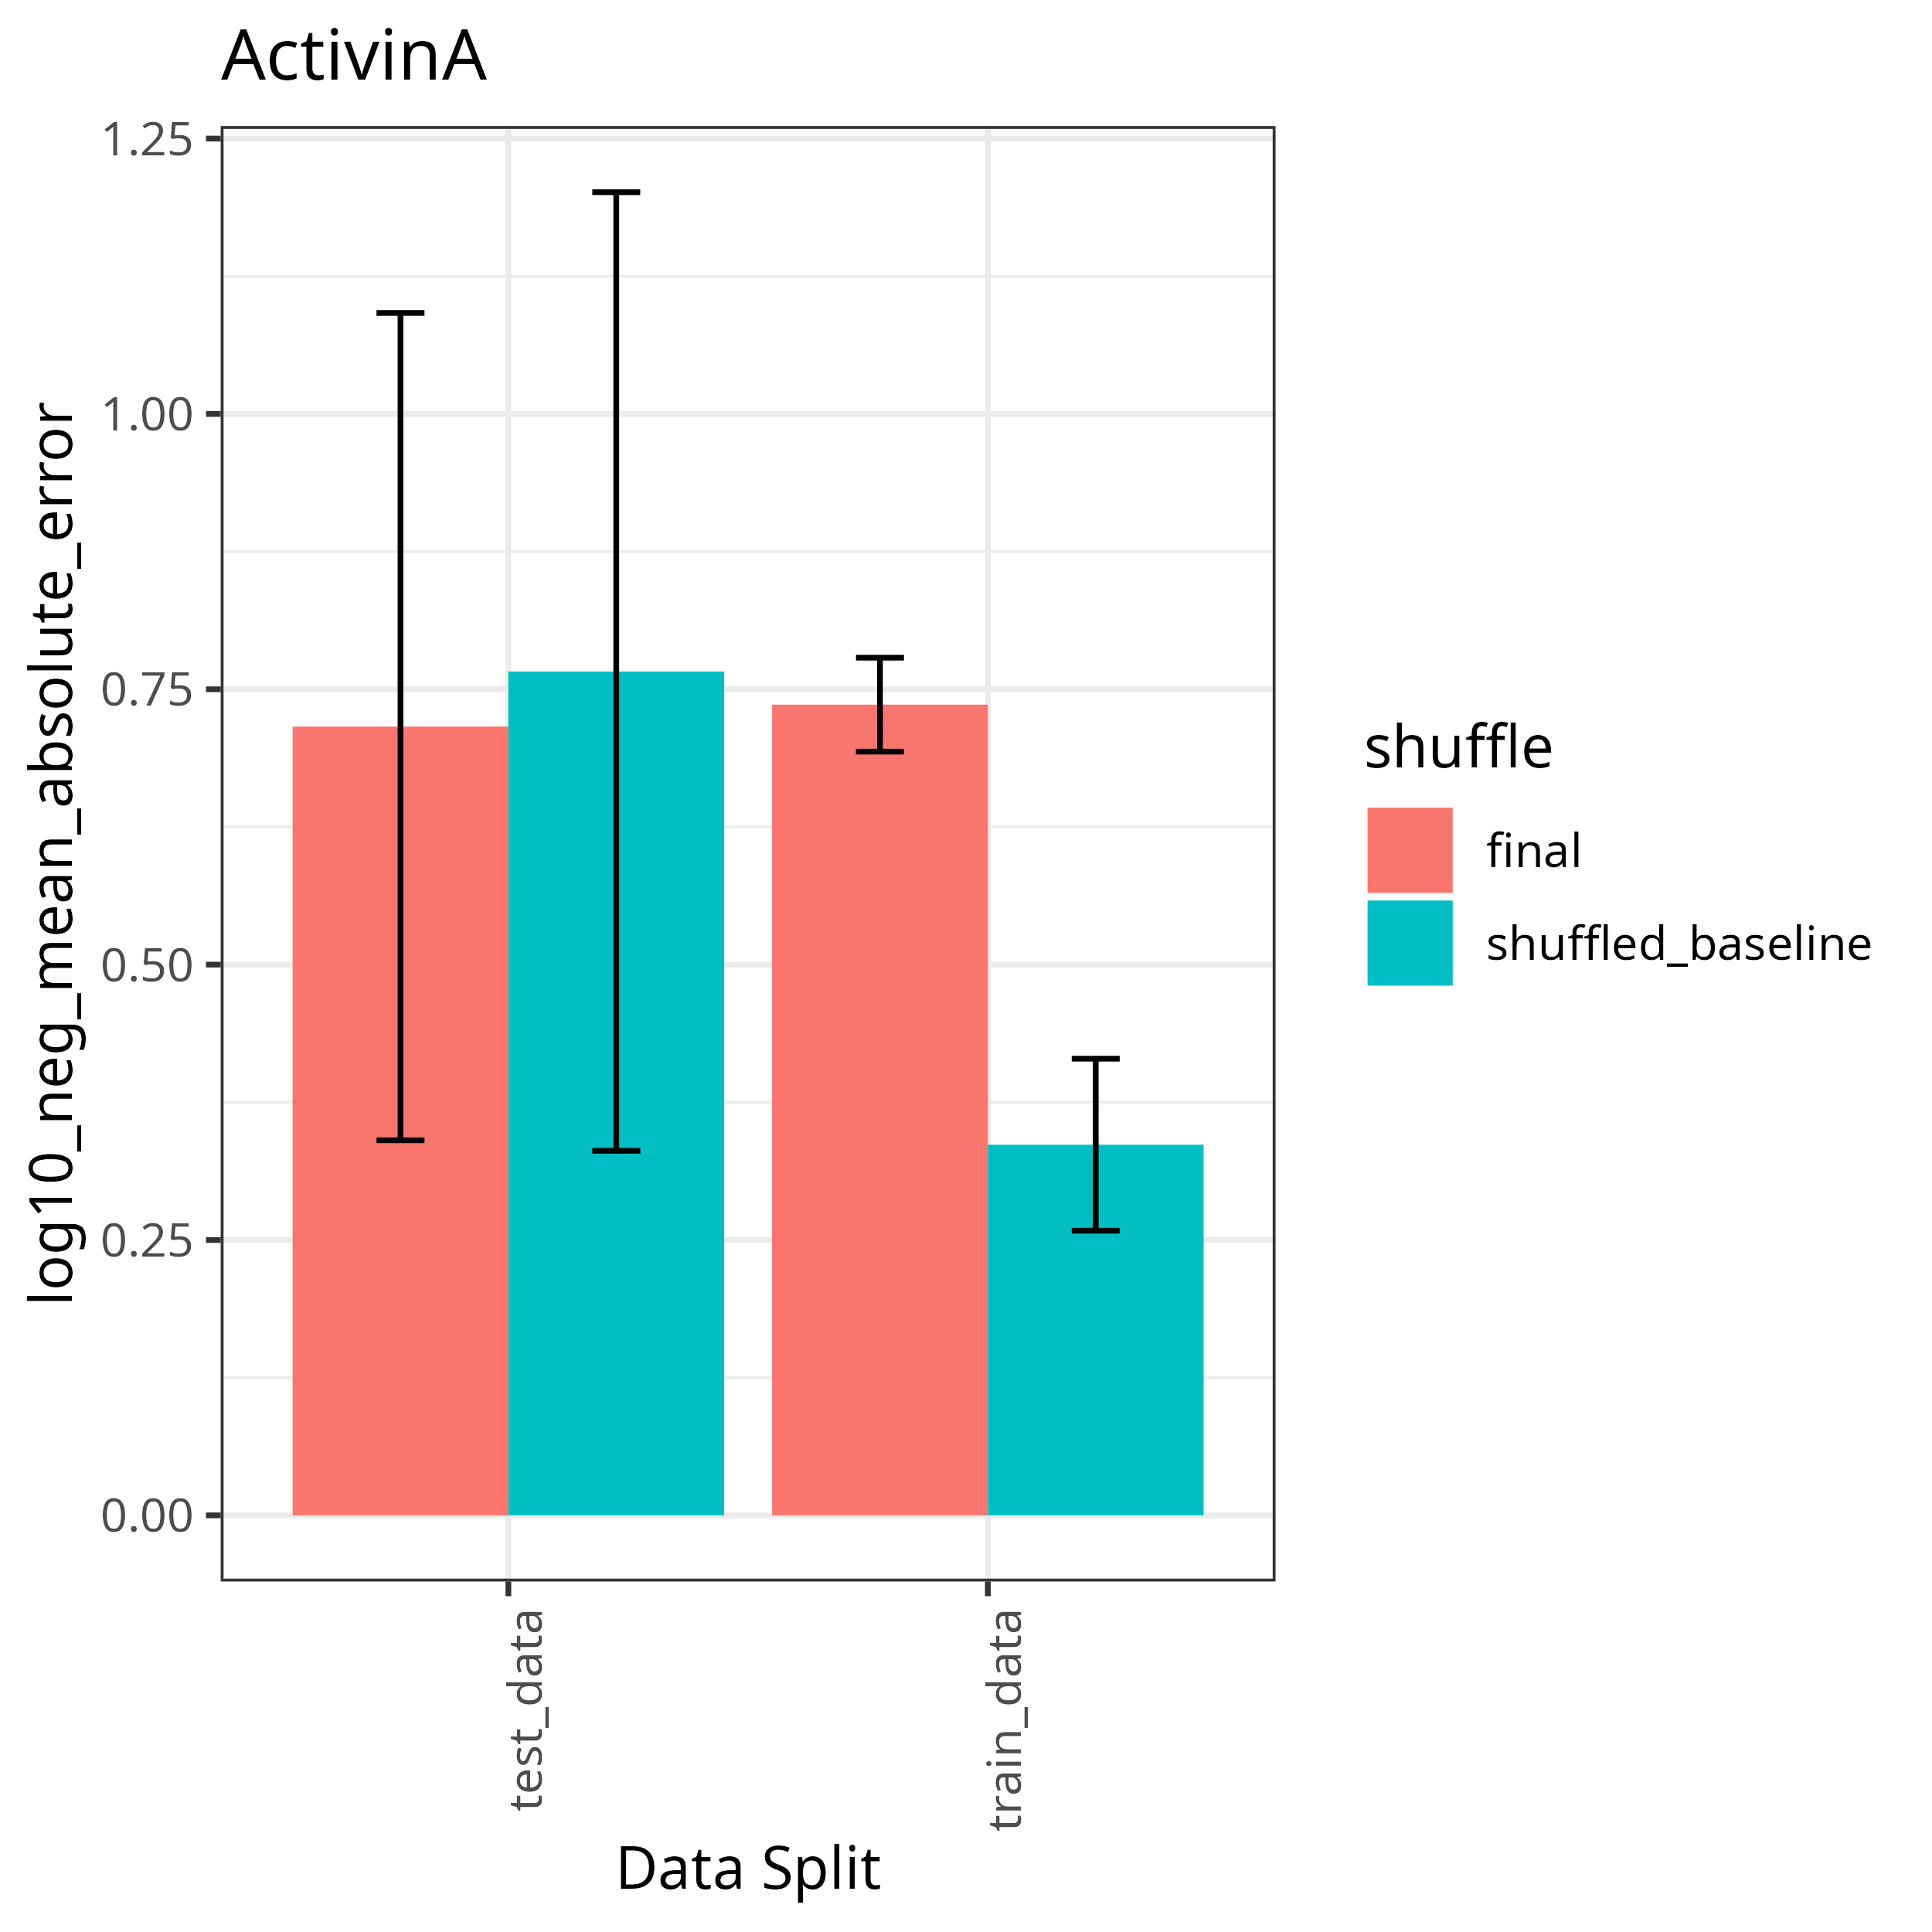 ActivinA
1.25
1.00
0.75
0.50
0.25
0.00
log10_neg_mean_absolute_error
test_data
train_data
Data Split
shuffle
final
shuffled_baseline